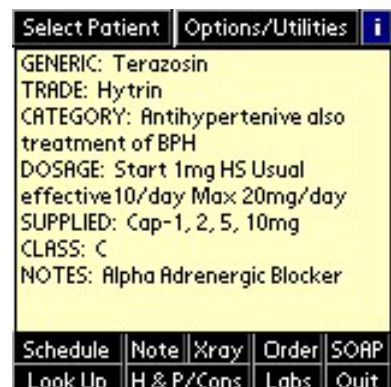 Select Patient Options/Utilities i
GENERIC: Terazosin
TRADE: Hytrin
CATEGORY: Antihypertenive also
treatment of BPH
DOSAGE: Start 1mg HS Usual
effective10/day Max 20mg/day
SUPPLIED: Cap-1, 2, 5, 10mg
CLASS: C
NOTES: Alpha Adrenergic Blocker
Schedule Note Xray Order SOAP
Look Up H & P/Cons Labs Quit